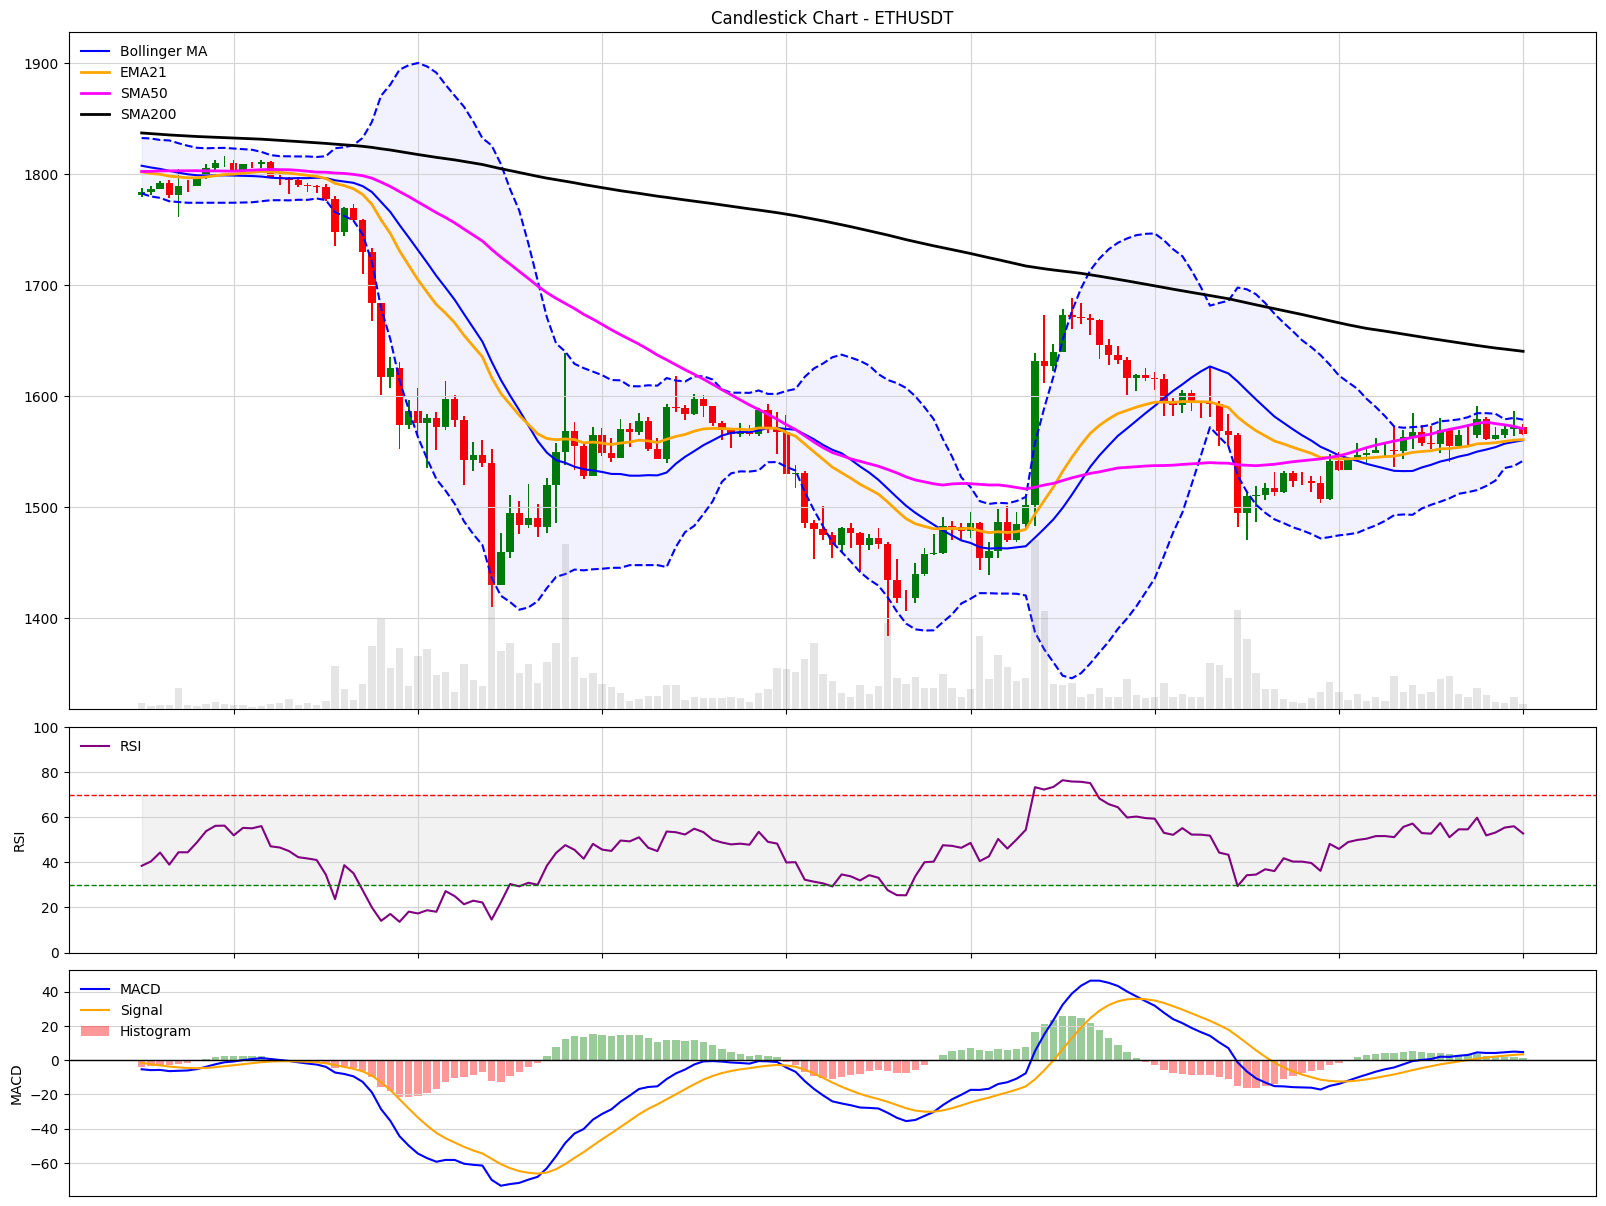 Candlestick Chart - ETHUSDT
Bollinger MA
EMA21
SMA50
SMA200
1900
1800
1700
1600
1500
1400
RSI
100
80
60
40
20
0
RSI
MACD
Signal
Histogram
40
20
0
−20
−40
−60
MACD